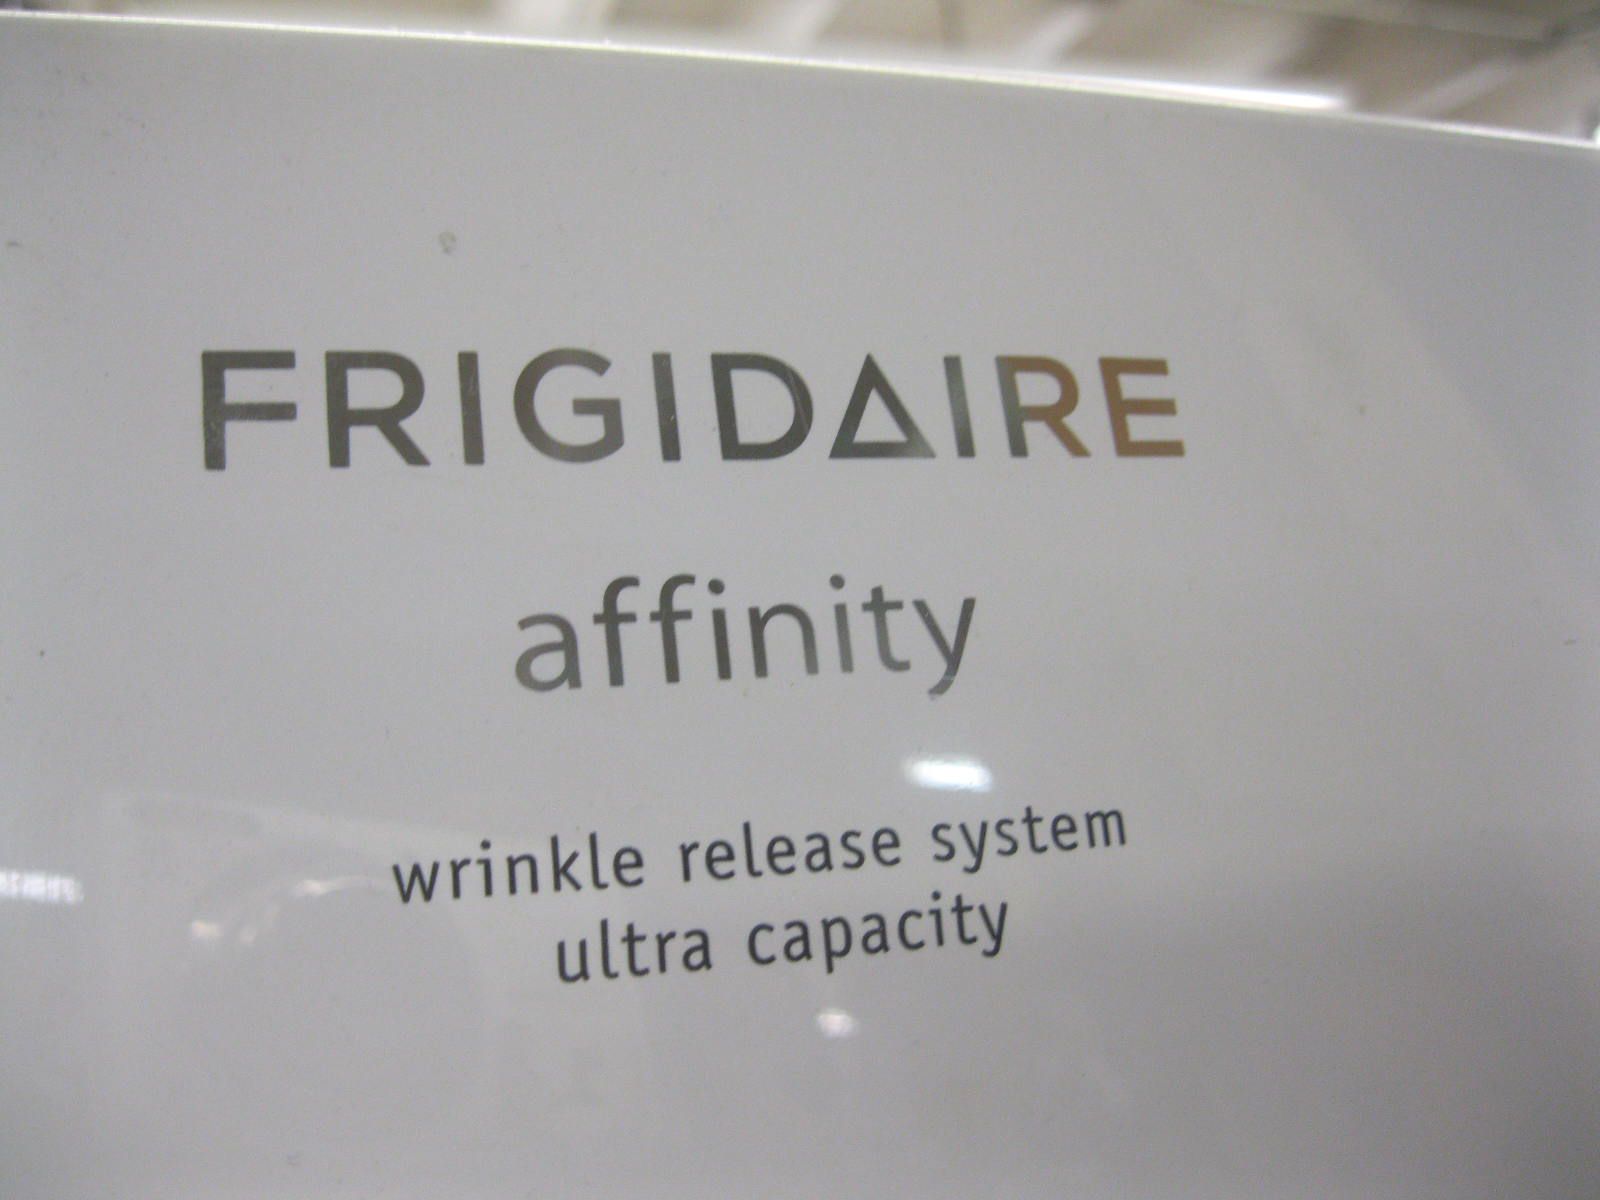 FRIGIDAIRE
affinity
wrinkle release system
ultra capacity